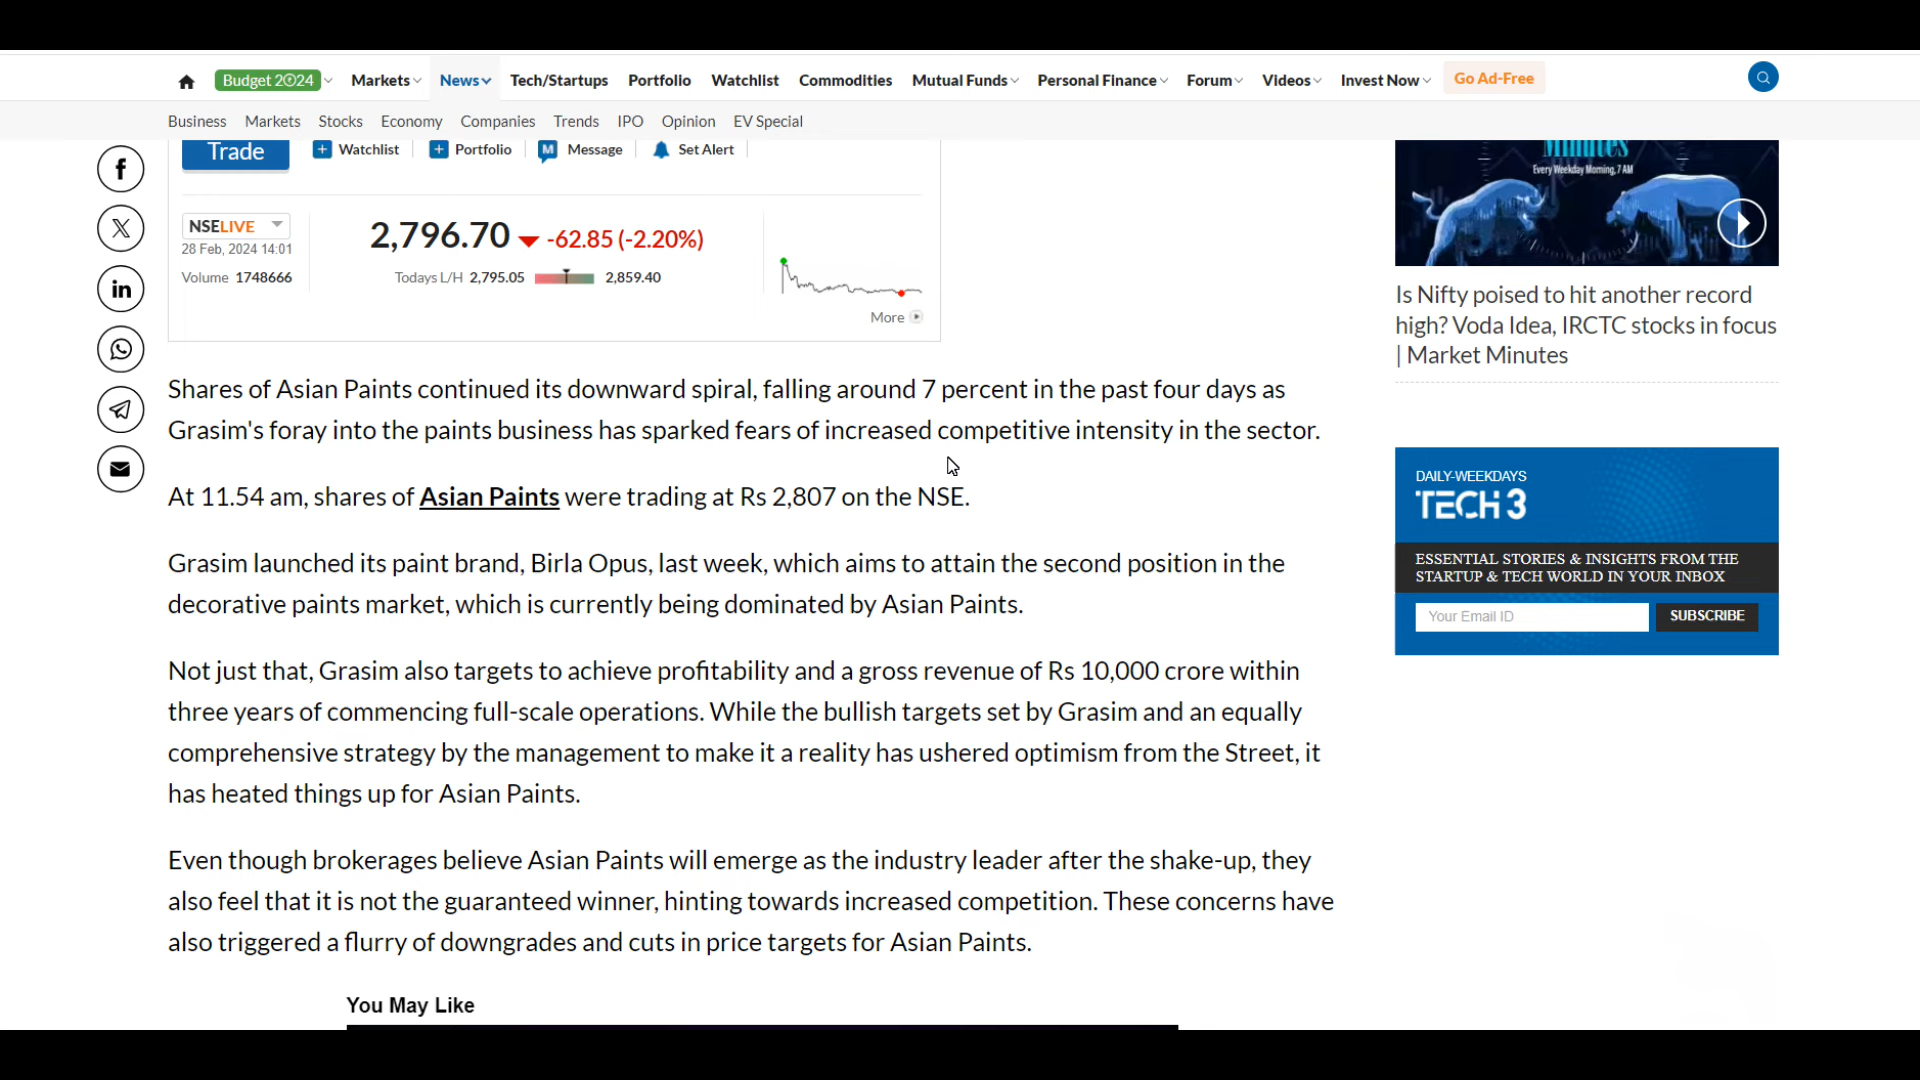 Budget 2024 Markets News Tech/Startups Portfolio Watchlist Commodities Mutual Funds Personal Finance Forum Videos Invest Now Go Ad-Free
Business Markets Stocks Economy Companies Trends IPO Opinion EV Special
Trade Watchlist Portfolio M Message Set Alert
NSELIVE
28 Feb, 2024 14:01
Volume 1748666
2,796.70 -62.85 (-2.20%)
Todays L/H 2,795.05 2,859.40
More
Shares of Asian Paints continued its downward spiral, falling around 7 percent in the past four days as
Grasim's foray into the paints business has sparked fears of increased competitive intensity in the sector.
At 11.54 am, shares of Asian Paints were trading at Rs 2,807 on the NSE.
Grasim launched its paint brand, Birla Opus, last week, which aims to attain the second position in the
decorative paints market, which is currently being dominated by Asian Paints.
Not just that, Grasim also targets to achieve profitability and a gross revenue of Rs 10,000 crore within
three years of commencing full-scale operations. While the bullish targets set by Grasim and an equally
comprehensive strategy by the management to make it a reality has ushered optimism from the Street, it
has heated things up for Asian Paints.
Even though brokerages believe Asian Paints will emerge as the industry leader after the shake-up, they
also feel that it is not the guaranteed winner, hinting towards increased competition. These concerns have
also triggered a flurry of downgrades and cuts in price targets for Asian Paints.
You May Like
Minutes
Every Weekday Morning, 7 AM
Is Nifty poised to hit another record
high? Voda Idea, IRCTC stocks in focus
| Market Minutes
DAILY-WEEKDAYS
TECH 3
ESSENTIAL STORIES & INSIGHTS FROM THE
STARTUP & TECH WORLD IN YOUR INBOX
Your Email ID SUBSCRIBE